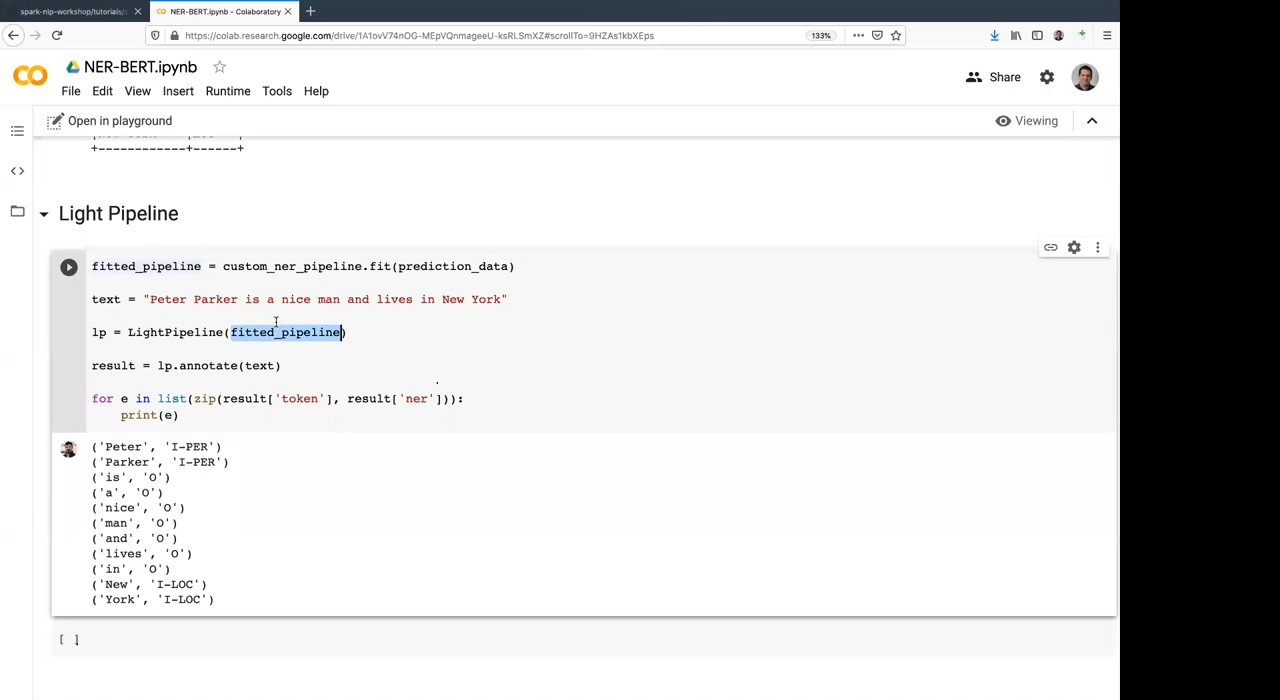 spark-nlp-workshop/tutorials/
NER-BERT.ipynb - Colaboratory
https://colab.research.google.com/drive/1A1ovV74nOG-MEpVQnmageeU-ksRLSmXZ#scrollTo=9HZAs1kbXEps
133%
NER-BERT.ipynb
File Edit View Insert Runtime Tools Help
Share
Open in playground
Viewing
+------------+------+
Light Pipeline
fitted_pipeline = custom_ner_pipeline.fit(prediction_data)
text = "Peter Parker is a nice man and lives in New York"
lp = LightPipeline(fitted_pipeline)
result = lp.annotate(text)
for e in list(zip(result['token'], result['ner'])):
print(e)
('Peter', 'I-PER')
('Parker', 'I-PER')
('is', 'O')
('a', 'O')
('nice', 'O')
('man', 'O')
('and', 'O')
('lives', 'O')
('in', 'O')
('New', 'I-LOC')
('York', 'I-LOC')
[ ]